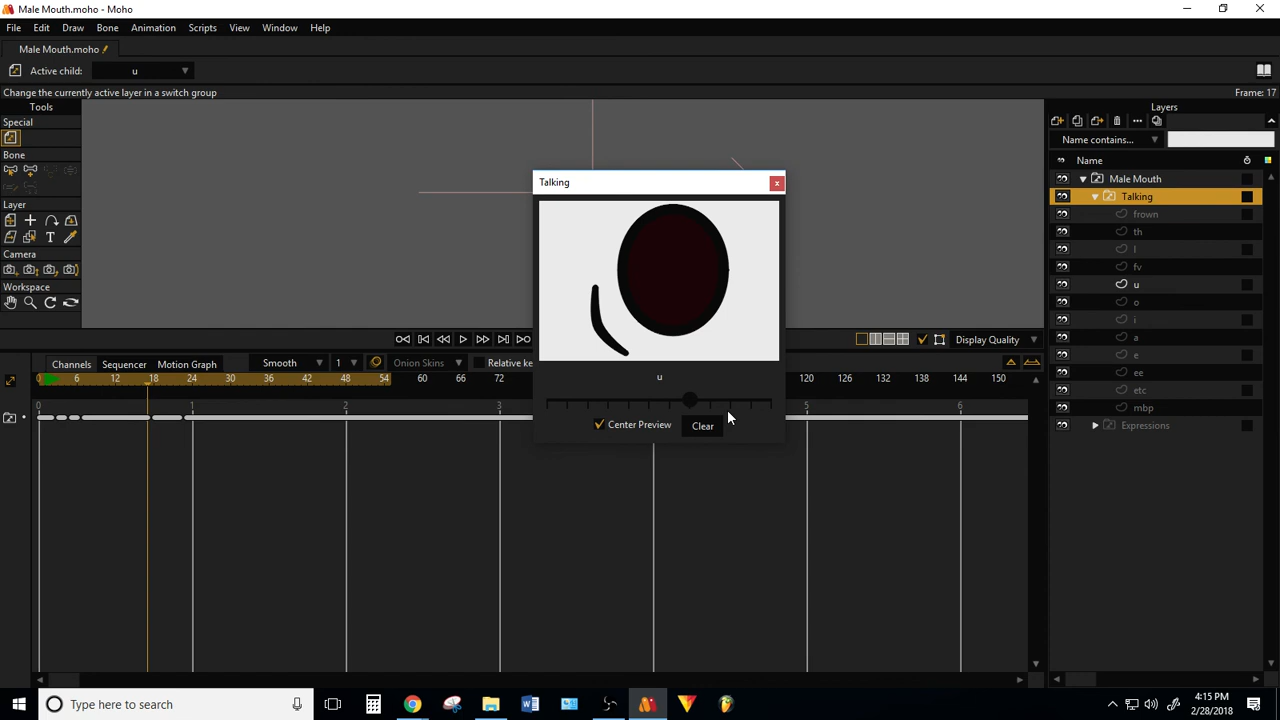 Male Mouth.moho - Moho
File Edit Draw Bone Animation Scripts View Window Help
Male Mouth.moho
Active child: u
Change the currently active layer in a switch group Frame: 17
Tools
Special
Bone
Layer
T
Camera
Workspace
Layers
Name contains...
Name
Male Mouth
Talking
frown
th
l
fv
u
o
i
a
e
ee
etc
mbp
Expressions
Talking
x
u
Center Preview Clear
Display Quality
Channels Sequencer Motion Graph Smooth 1 Onion Skins Relative ke
0 6 12 18 24 30 36 42 48 54 60 66 72 120 126 132 138 144 150
0 1 2 3 5 6
Type here to search
4:15 PM
2/28/2018